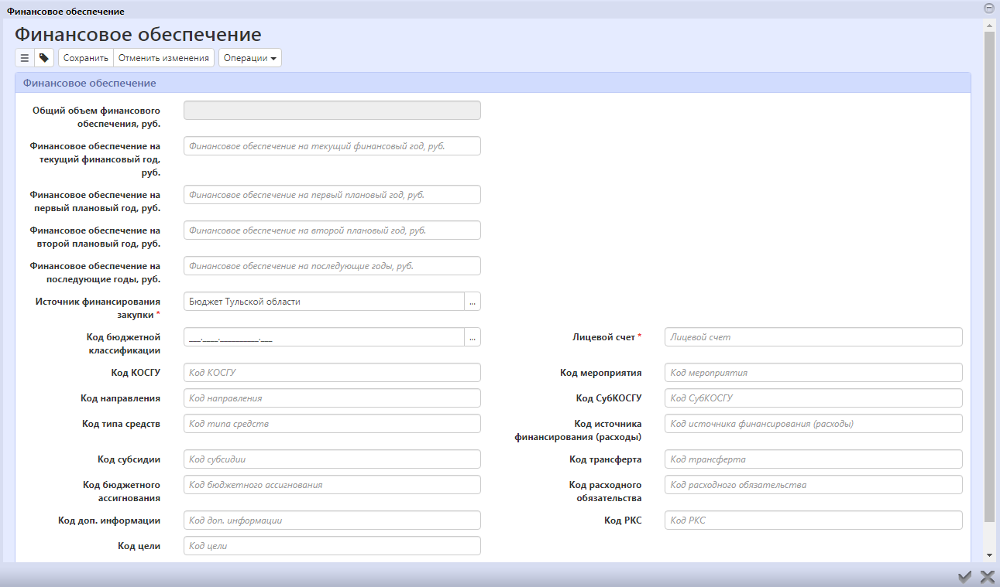 Финансовое обеспечение
Финансовое обеспечение
Сохранить Отменить изменения Операции
Финансовое обеспечение
Общий объем финансового
обеспечения, руб.
Финансовое обеспечение на Финансовое обеспечение на текущий финансовый год, руб.
текущий финансовый год,
руб.
Финансовое обеспечение на Финансовое обеспечение на первый плановый год, руб.
первый плановый год, руб.
Финансовое обеспечение на Финансовое обеспечение на второй плановый год, руб.
второй плановый год, руб.
Финансовое обеспечение на Финансовое обеспечение на последующие годы, руб.
последующие годы, руб.
Источник финансирования Бюджет Тульской области ...
закупки *
Код бюджетной ___.____.__________.___ ... Лицевой счет * Лицевой счет
классификации
Код КОСГУ Код КОСГУ Код мероприятия Код мероприятия
Код направления Код направления Код СубКОСГУ Код СубКОСГУ
Код типа средств Код типа средств Код источника Код источника финансирования (расходы)
финансирования (расходы)
Код субсидии Код субсидии Код трансферта Код трансферта
Код бюджетного Код бюджетного ассигнования Код расходного Код расходного обязательства
ассигнования обязательства
Код доп. информации Код доп. информации Код РКС Код РКС
Код цели Код цели